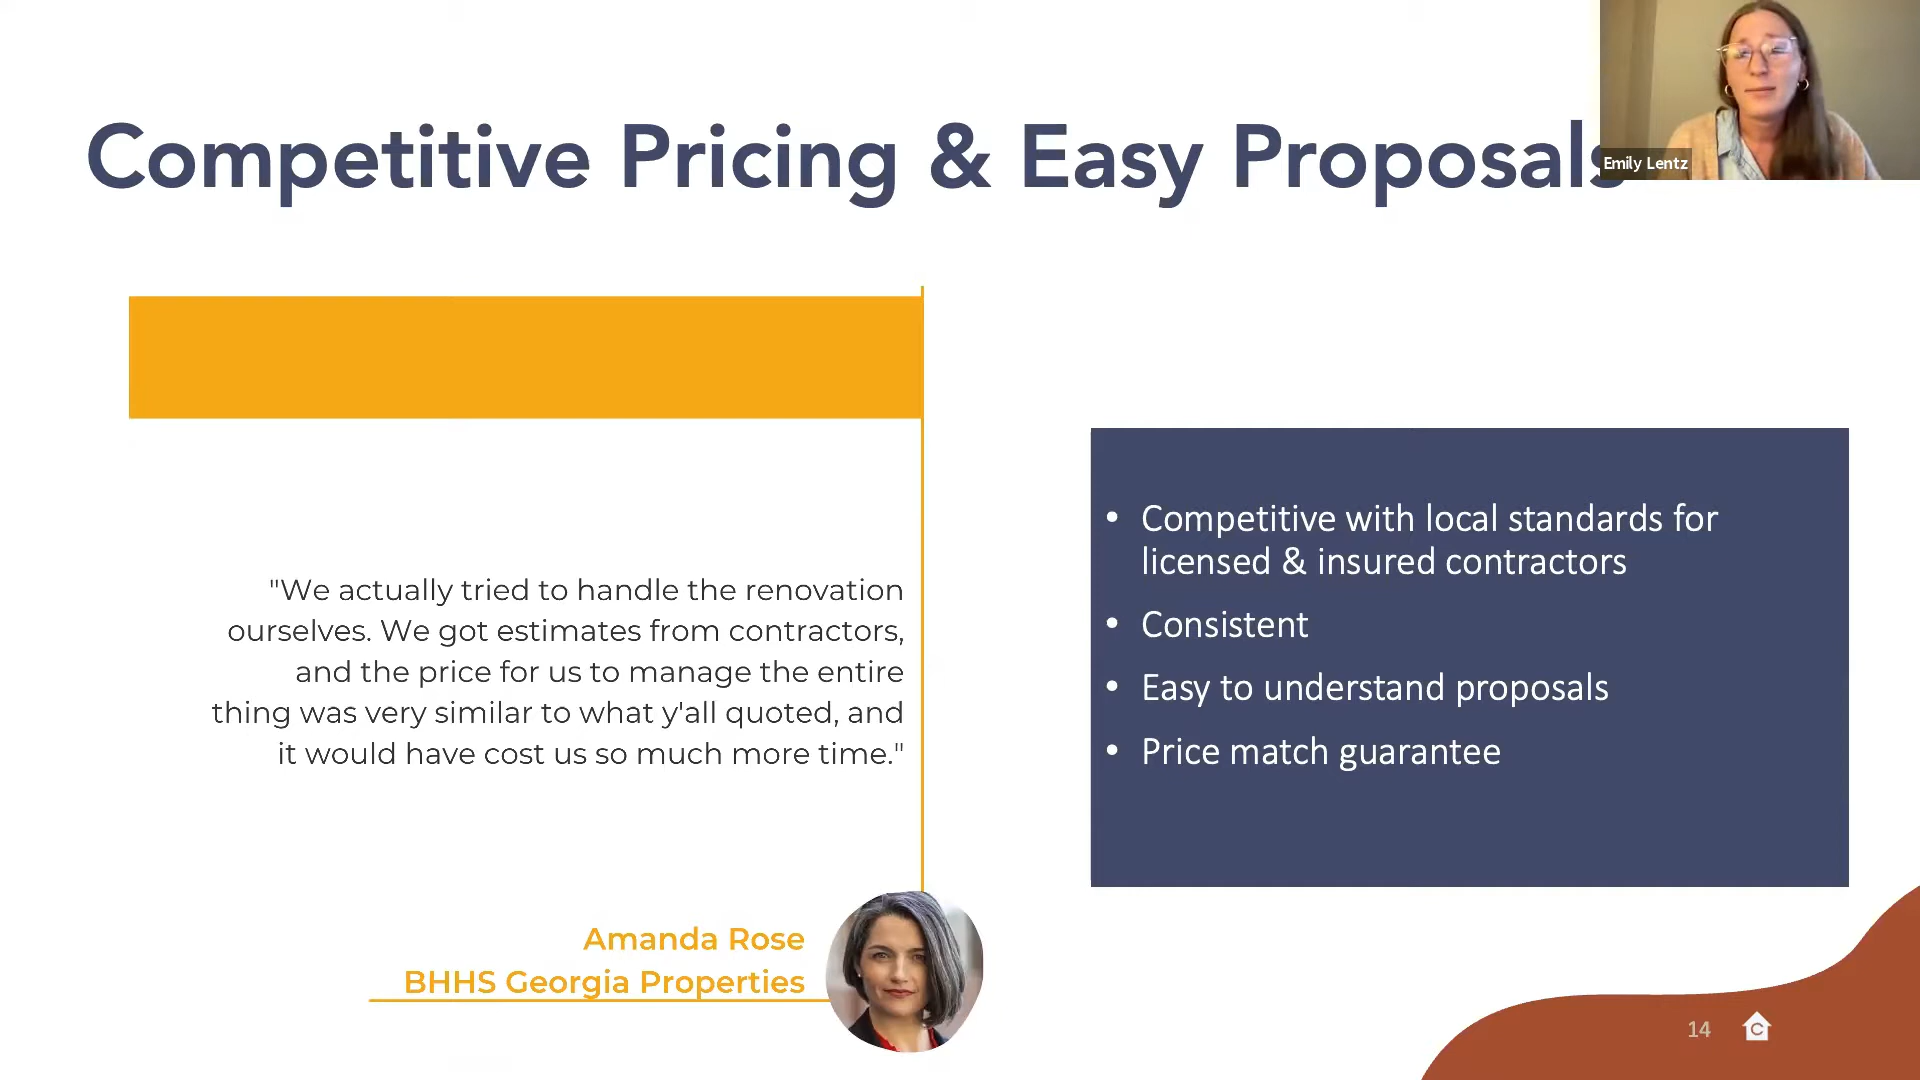 Competitive Pricing & Easy Proposals
Emily Lentz
"We actually tried to handle the renovation
ourselves. We got estimates from contractors,
and the price for us to manage the entire
thing was very similar to what y'all quoted, and
it would have cost us so much more time."
Amanda Rose
BHHS Georgia Properties
• Competitive with local standards for
licensed & insured contractors
• Consistent
• Easy to understand proposals
• Price match guarantee
14
C